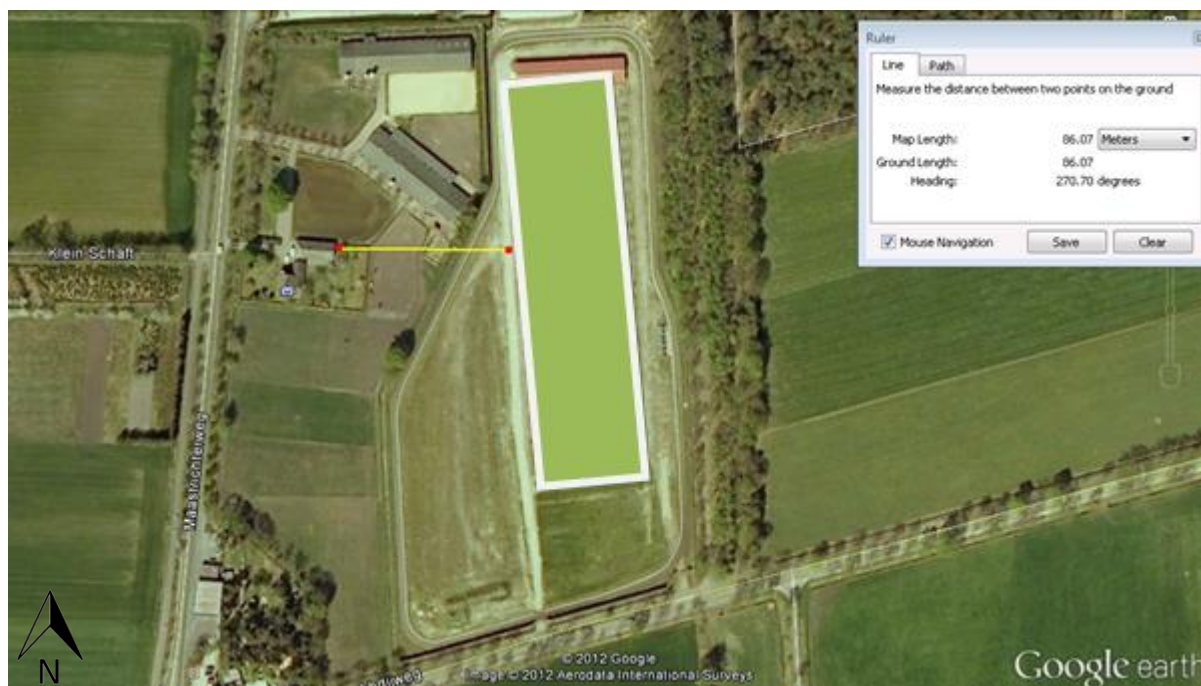 Ruler
Line Path
Measure the distance between two points on the ground
Map Length: 86.07 Meters
Ground Length: 86.07
Heading: 270.70 degrees
Mouse Navigation Save Clear
Klein Schaft
Maastrichterweg
N
© 2012 Google
Image © 2012 Aerodata International Surveys
Google earth